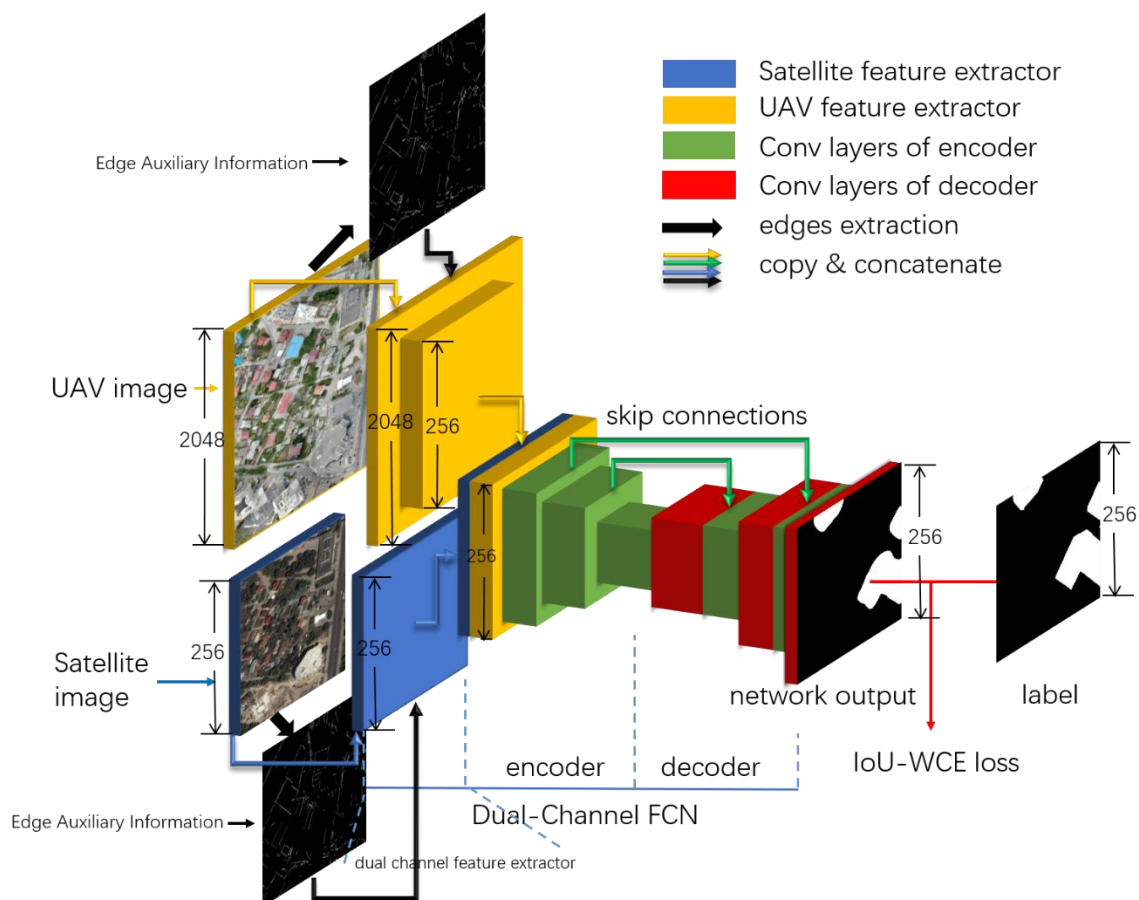 Satellite feature extractor
UAV feature extractor
Conv layers of encoder
Conv layers of decoder
edges extraction
copy & concatenate
Edge Auxiliary Information
UAV image
2048
2048
256
skip connections
256
256
256
256
256
Satellite
image
network output
label
IoU-WCE loss
encoder
decoder
Dual-Channel FCN
Edge Auxiliary Information
dual channel feature extractor